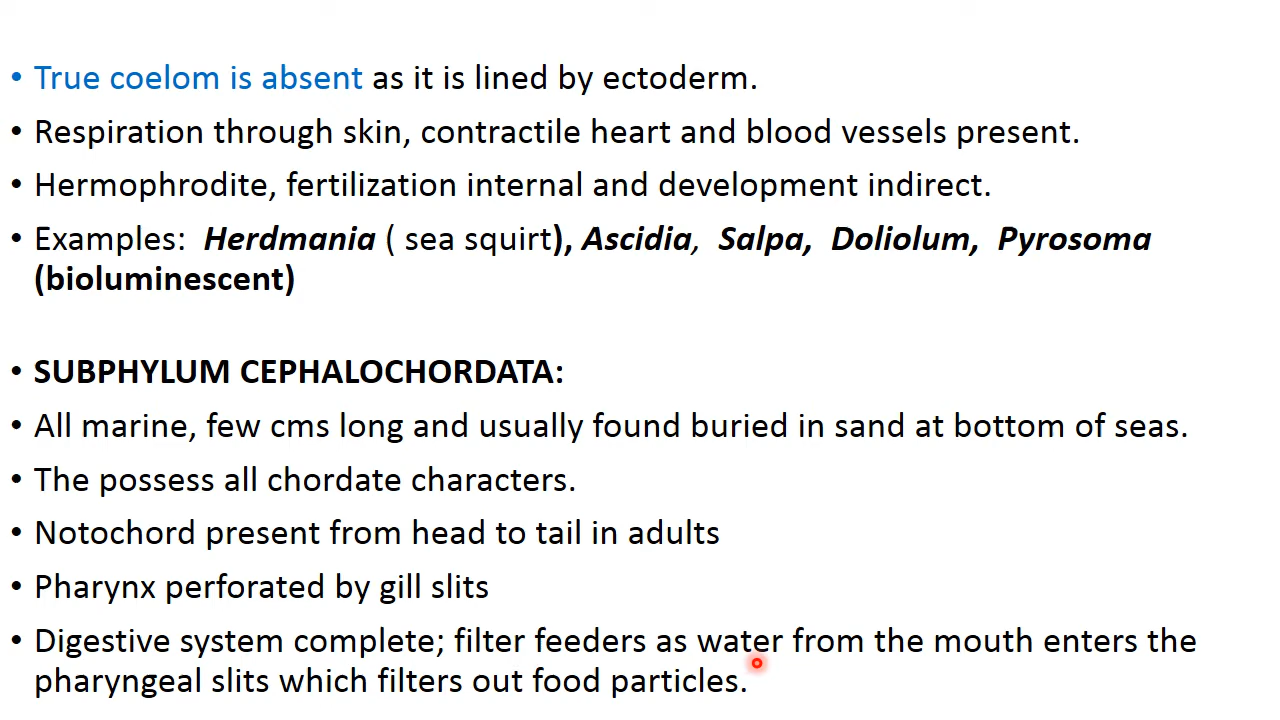 • True coelom is absent as it is lined by ectoderm.
• Respiration through skin, contractile heart and blood vessels present.
• Hermophrodite, fertilization internal and development indirect.
• Examples: Herdmania ( sea squirt), Ascidia, Salpa, Doliolum, Pyrosoma
(bioluminescent)
• SUBPHYLUM CEPHALOCHORDATA:
• All marine, few cms long and usually found buried in sand at bottom of seas.
• The possess all chordate characters.
• Notochord present from head to tail in adults
• Pharynx perforated by gill slits
• Digestive system complete; filter feeders as water from the mouth enters the
pharyngeal slits which filters out food particles.